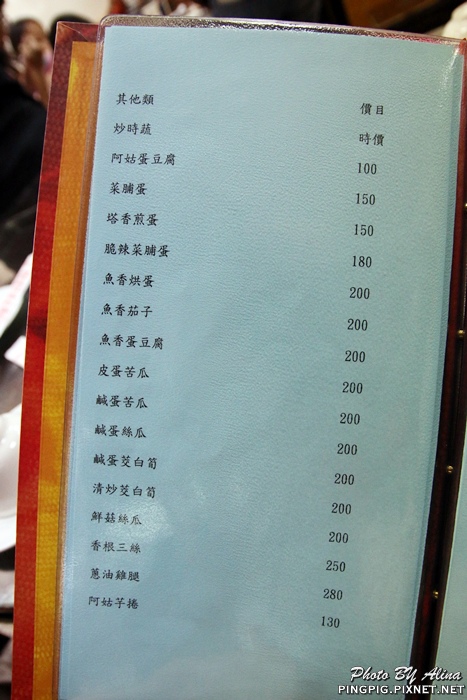 其他類 價目
炒時蔬 時價
阿姑蛋豆腐 100
菜脯蛋 150
塔香煎蛋 150
脆辣菜脯蛋 180
魚香烘蛋 200
魚香茄子 200
魚香蛋豆腐 200
皮蛋苦瓜 200
鹹蛋苦瓜 200
鹹蛋絲瓜 200
鹹蛋茭白筍 200
清炒茭白筍 200
鮮菇絲瓜 200
香根三絲 250
蔥油雞腿 280
阿姑芋捲 130
Photo BY Alina
PINGPIG.PIXNET.NET